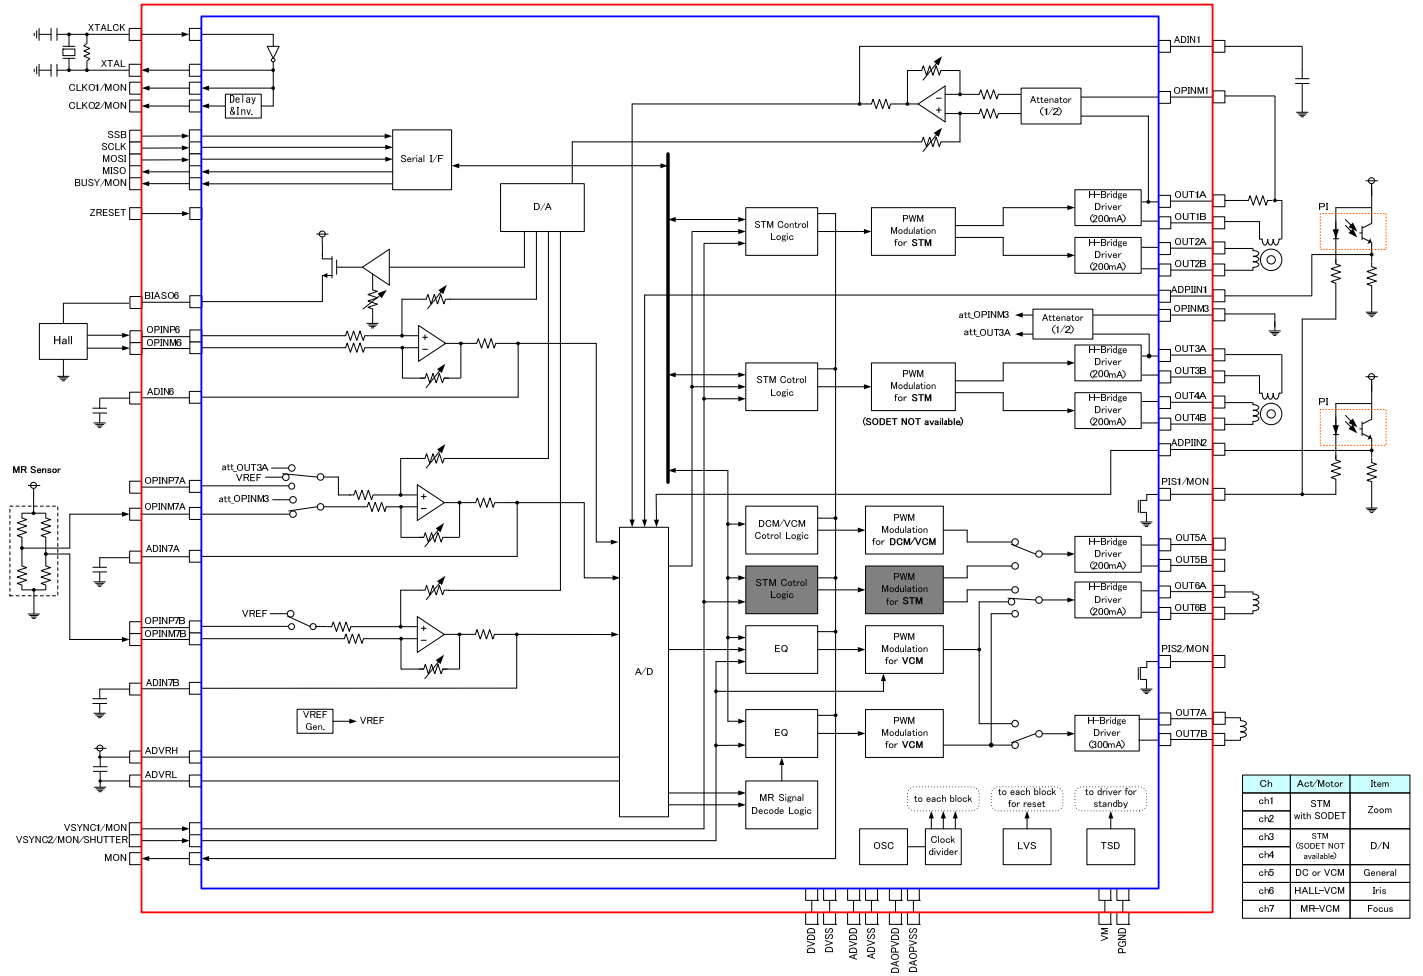 XTALCK
XTAL
CLKO1/MON
CLKO2/MON
Delay
&Inv.
SSB
SCLK
MOSI
MISO
BUSY/MON
Serial I/F
ZRESET
D/A
BIASO6
Hall
OPINP6
OPINM6
ADIN6
MR Sensor
att_OUT3A
VREF
OPINP7A
att_OPINM3
OPINM7A
ADIN7A
VREF
OPINP7B
OPINM7B
ADIN7B
VREF
Gen.
VREF
ADVRH
ADVRL
VSYNC1/MON
VSYNC2/MON/SHUTTER
MON
A/D
+
−
+
−
+
−
−
+
Attenator
(1/2)
ADIN1
OPINM1
STM Cotrol
Logic
PWM
Modulation
for STM
H-Bridge
Driver
(200mA)
H-Bridge
Driver
(200mA)
OUT1A
OUT1B
OUT2A
OUT2B
PI
ADPIIN1
OPINM3
att_OPINM3
att_OUT3A
Attenator
(1/2)
STM Cotrol
Logic
PWM
Modulation
for STM
(SODET NOT available)
H-Bridge
Driver
(200mA)
H-Bridge
Driver
(200mA)
OUT3A
OUT3B
OUT4A
OUT4B
PI
ADPIIN2
PIS1/MON
DCM/VCM
Cotrol Logic
PWM
Modulation
for DCM/VCM
H-Bridge
Driver
(200mA)
OUT5A
OUT5B
STM Cotrol
Logic
PWM
Modulation
for STM
H-Bridge
Driver
(200mA)
OUT6A
OUT6B
EQ
PWM
Modulation
for VCM
PIS2/MON
EQ
PWM
Modulation
for VCM
H-Bridge
Driver
(300mA)
OUT7A
OUT7B
MR Signal
Decode Logic
to each block
to each block
for reset
to driver for
standby
OSC
Clock
divider
LVS
TSD
DVDD
DVSS
ADVDD
ADVSS
DAOPVDD
DAOPVSS
VM
PGND
Ch Act/Motor Item
ch1
ch2
STM
with SODET
Zoom
ch3
ch4
STM
(SODET NOT
available)
D/N
ch5 DC or VCM General
ch6 HALL-VCM Iris
ch7 MR-VCM Focus